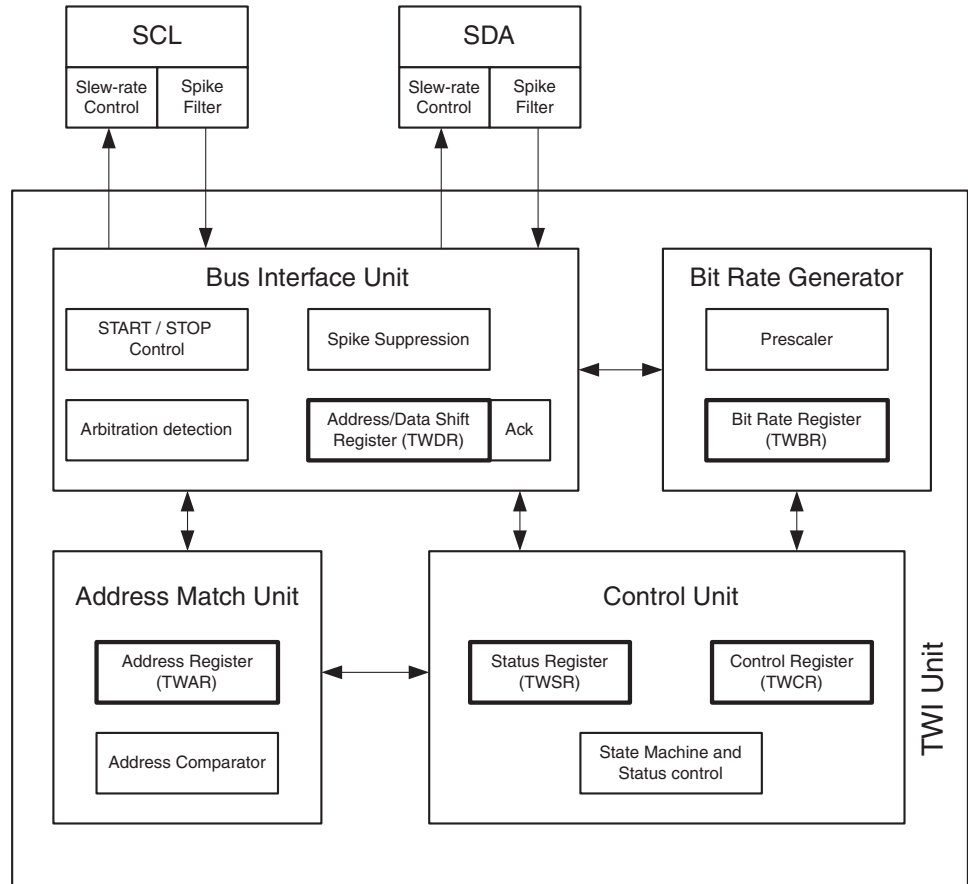 SCL
Slew-rate
Control
Spike
Filter
SDA
Slew-rate
Control
Spike
Filter
Bus Interface Unit
START / STOP
Control
Spike Suppression
Arbitration detection
Address/Data Shift
Register (TWDR)
Ack
Bit Rate Generator
Prescaler
Bit Rate Register
(TWBR)
Address Match Unit
Address Register
(TWAR)
Address Comparator
Control Unit
Status Register
(TWSR)
Control Register
(TWCR)
State Machine and
Status control
TWI Unit